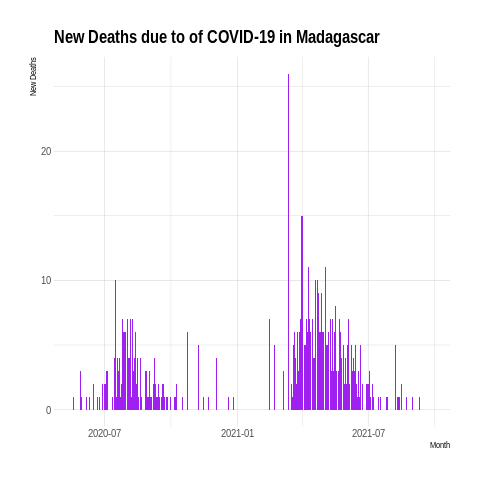 New Deaths due to of COVID-19 in Madagascar
New Deaths
20
10
0
2020-07
2021-01
2021-07
Month